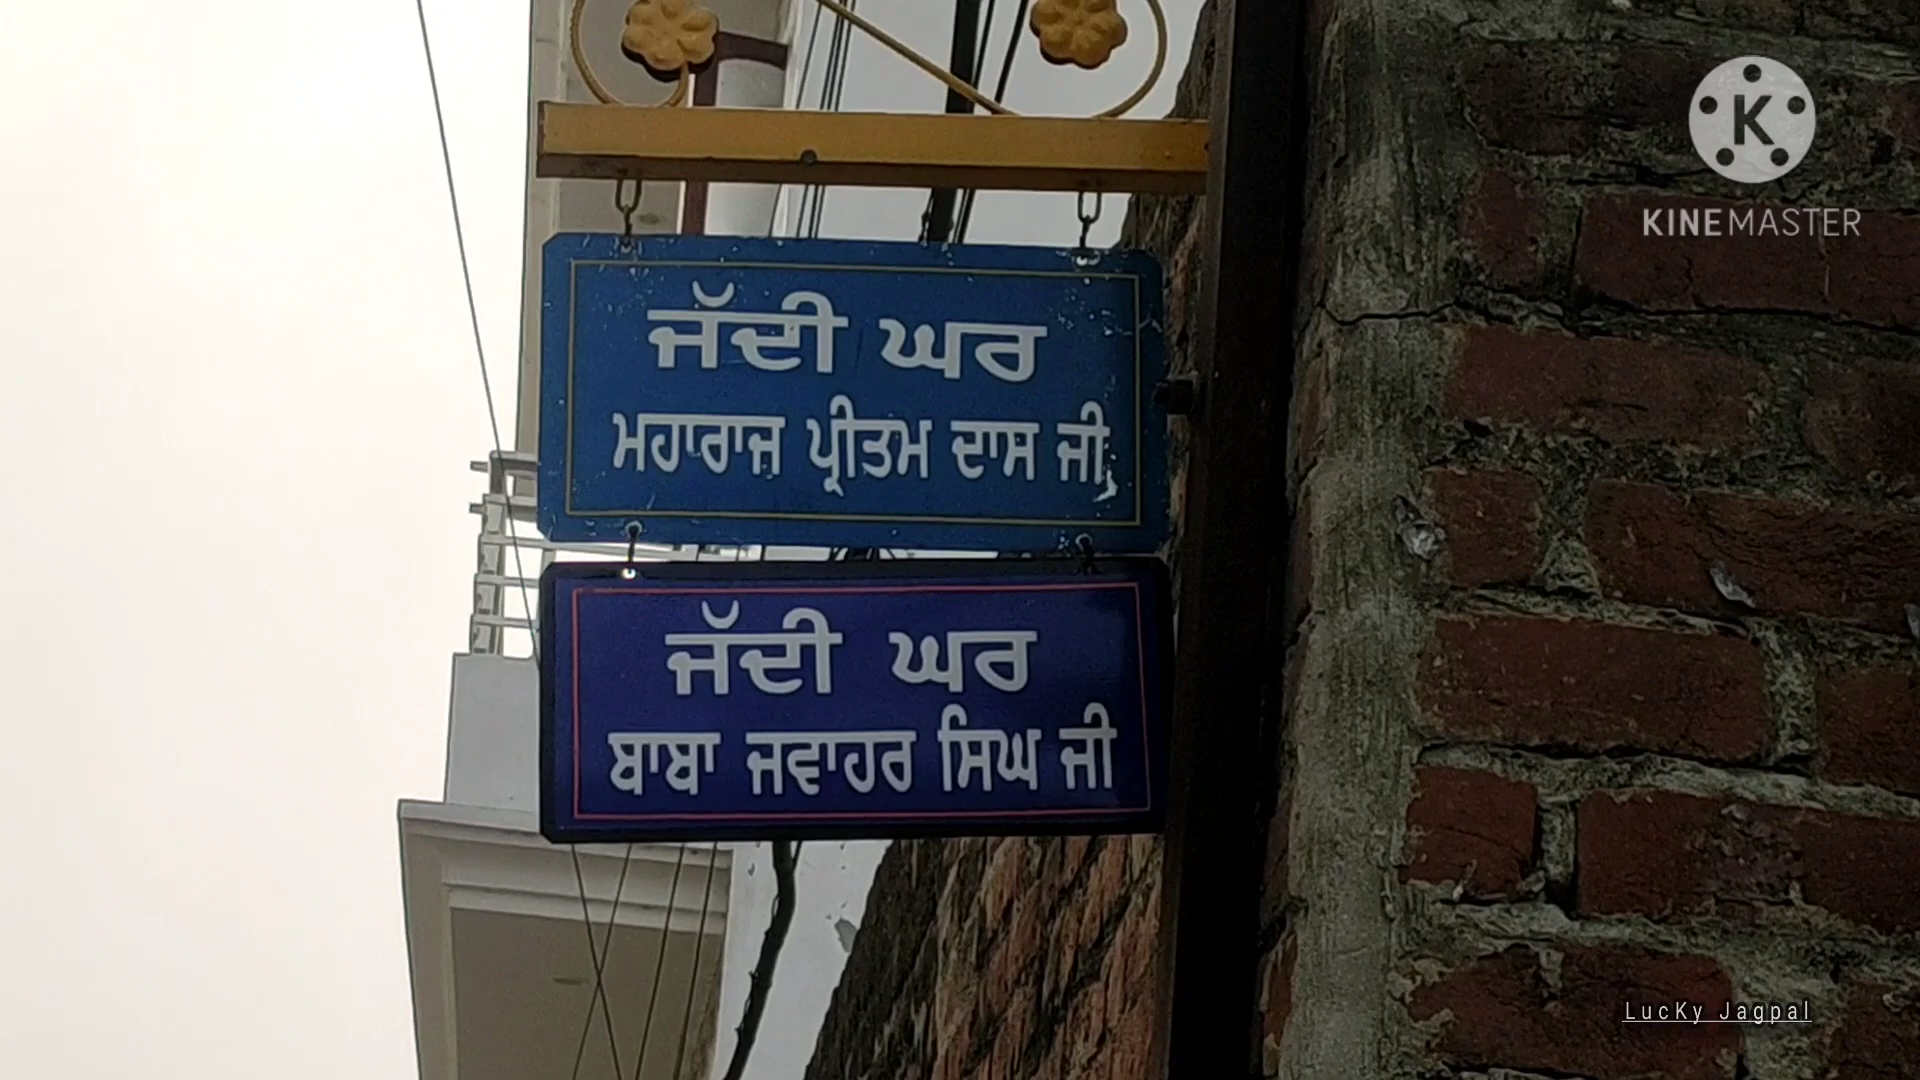 K
KINEMASTER
ਜੱਦੀ ਘਰ
ਮਹਾਰਾਜ ਪ੍ਰੀਤਮ ਦਾਸ ਜੀ
ਜੱਦੀ ਘਰ
ਬਾਬਾ ਜਵਾਹਰ ਸਿਘ ਜੀ
LucKy Jagpal